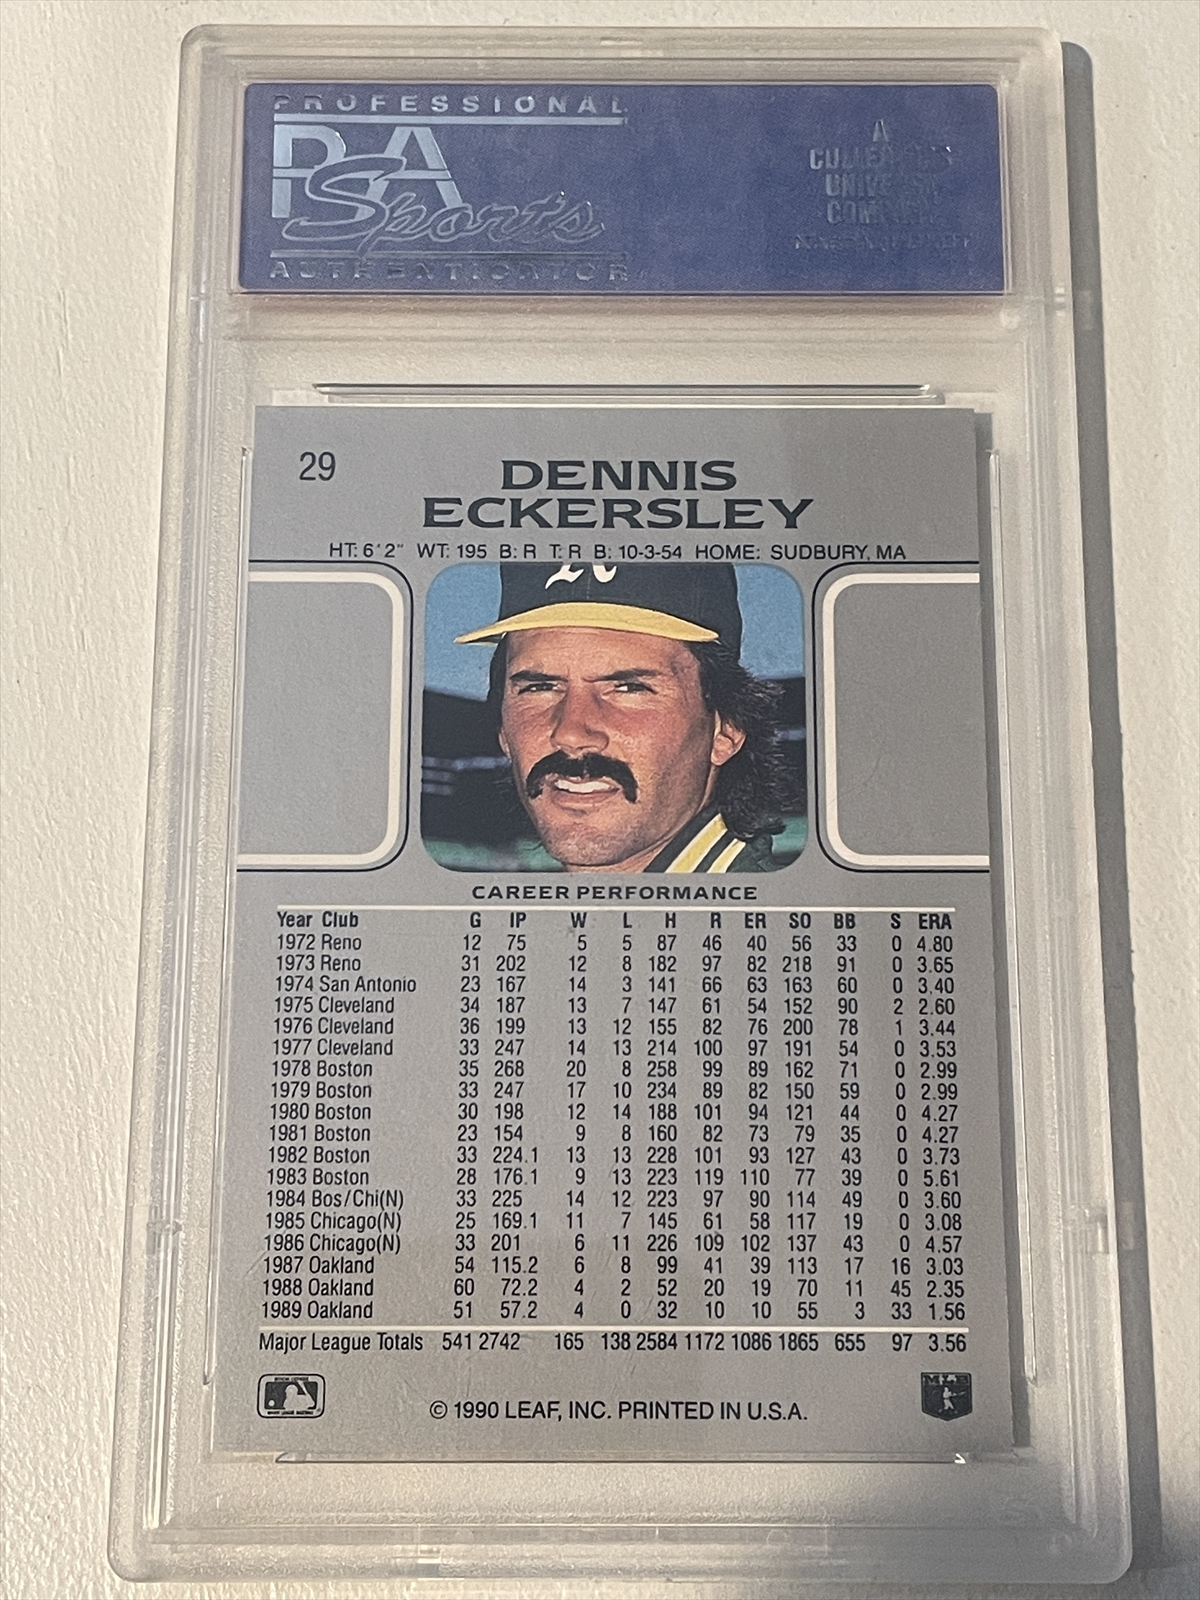 PROFESSIONAL
PSA
Sports
AUTHENTICATOR
A
COLLECTORS
UNIVERSE
COMPANY
29
DENNIS
ECKERSLEY
HT: 6'2" WT: 195 B: R T: R B: 10-3-54 HOME: SUDBURY, MA
CAREER PERFORMANCE
Year Club G IP W L H R ER SO BB S ERA
1972 Reno 12 75 5 5 87 46 40 56 33 0 4.80
1973 Reno 31 202 12 8 182 97 82 218 91 0 3.65
1974 San Antonio 23 167 14 3 141 66 63 163 60 0 3.40
1975 Cleveland 34 187 13 7 147 61 54 152 90 2 2.60
1976 Cleveland 36 199 13 12 155 82 76 200 78 1 3.44
1977 Cleveland 33 247 14 13 214 100 97 191 54 0 3.53
1978 Boston 35 268 20 8 258 99 89 162 71 0 2.99
1979 Boston 33 247 17 10 234 89 82 150 59 0 2.99
1980 Boston 30 198 12 14 188 101 94 121 44 0 4.27
1981 Boston 23 154 9 8 160 82 73 79 35 0 4.27
1982 Boston 33 224.1 13 13 228 101 93 127 43 0 3.73
1983 Boston 28 176.1 9 13 223 119 110 77 39 0 5.61
1984 Bos/Chi(N) 33 225 14 12 223 97 90 114 49 0 3.60
1985 Chicago(N) 25 169.1 11 7 145 61 58 117 19 0 3.08
1986 Chicago(N) 33 201 6 11 226 109 102 137 43 0 4.57
1987 Oakland 54 115.2 6 8 99 41 39 113 17 16 3.03
1988 Oakland 60 72.2 4 2 52 20 19 70 11 45 2.35
1989 Oakland 51 57.2 4 0 32 10 10 55 3 33 1.56
Major League Totals 541 2742 165 138 2584 1172 1086 1865 655 97 3.56
© 1990 LEAF, INC. PRINTED IN U.S.A.